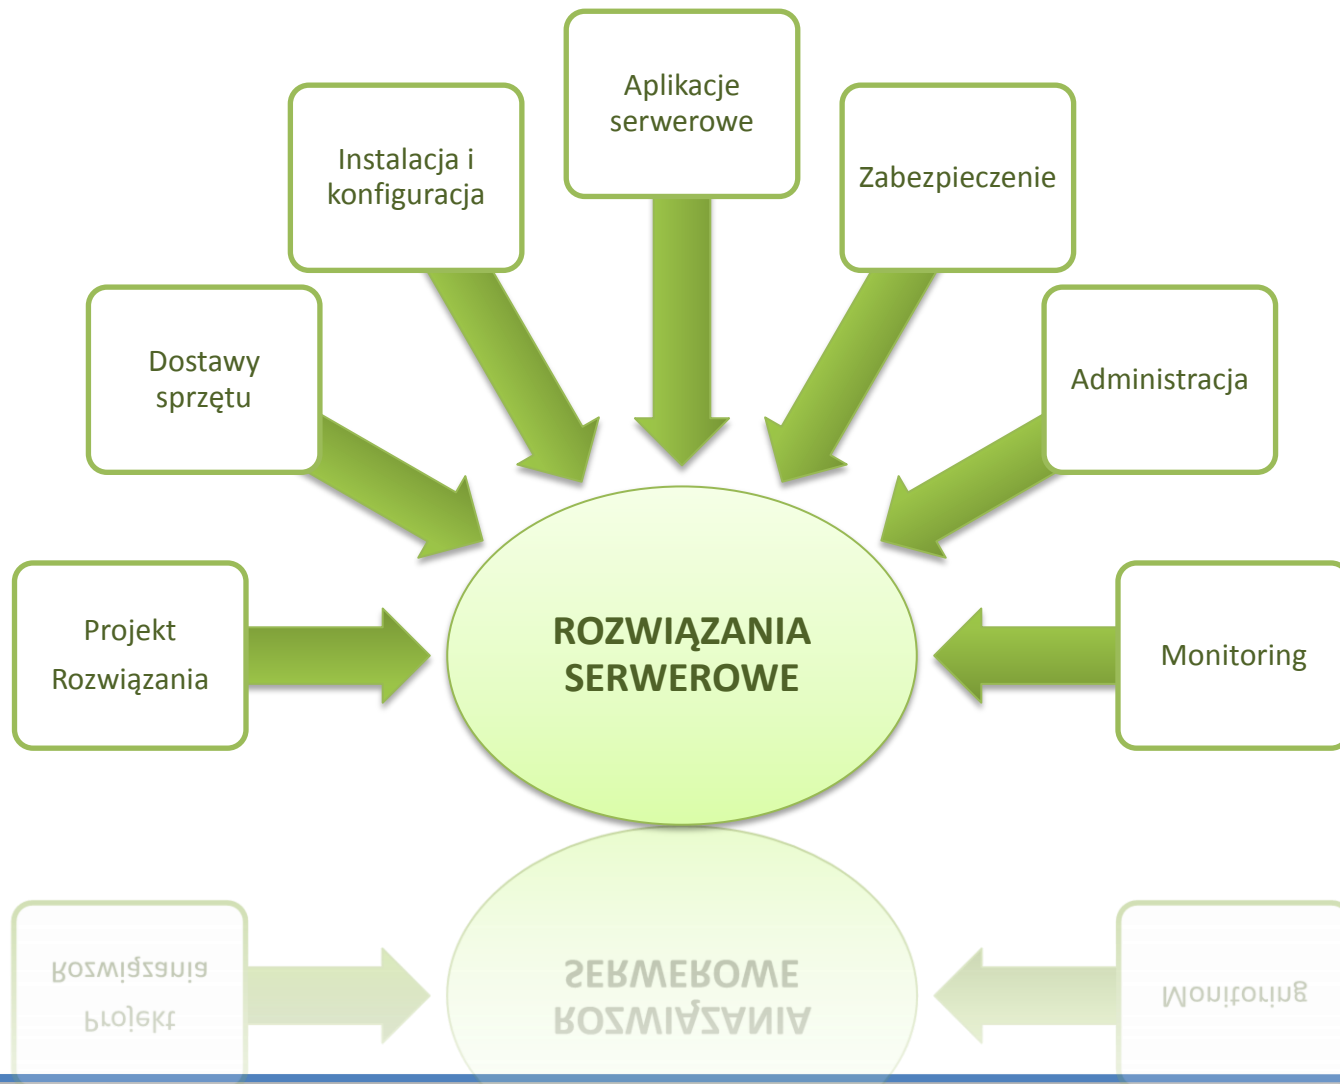 Aplikacje
serwerowe
Instalacja i
konfiguracja
Zabezpieczenie
Dostawy
sprzętu
Administracja
Projekt
Rozwiązania
ROZWIĄZANIA
SERWEROWE
Monitoring